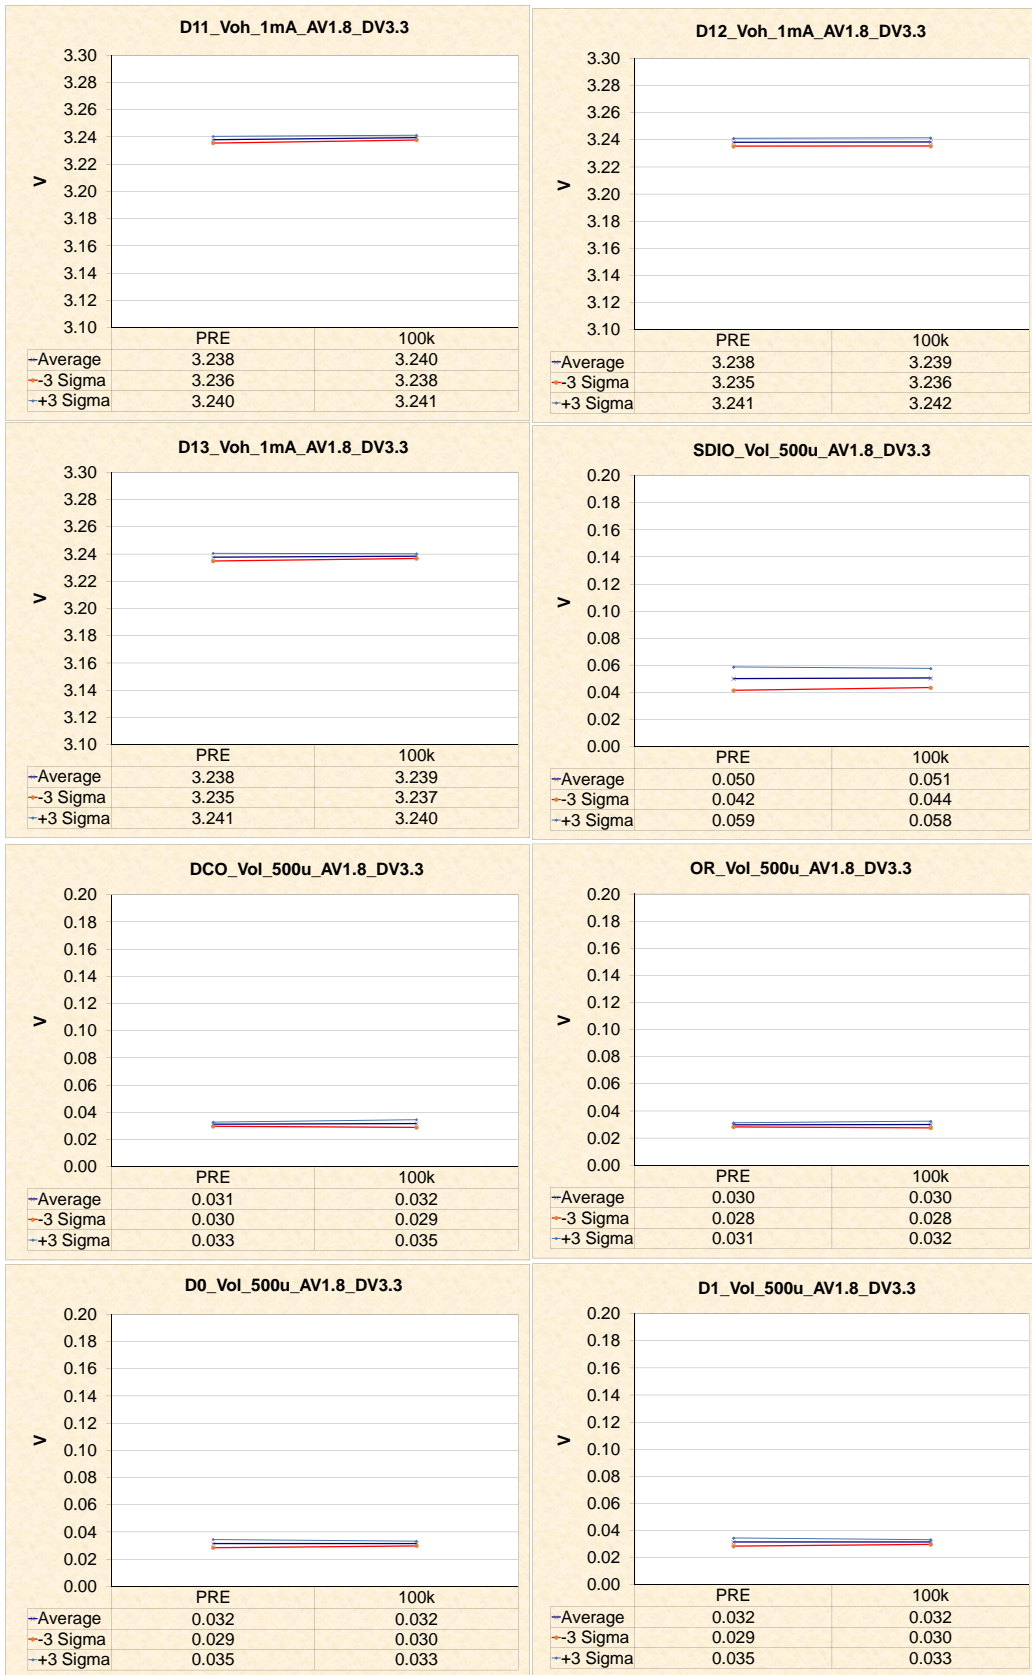 D11_Voh_1mA_AV1.8_DV3.3
3.30
3.28
3.26
3.24
3.22
3.20
3.18
3.16
3.14
3.12
3.10
V
PRE 100k
Average 3.238 3.240
-3 Sigma 3.236 3.238
+3 Sigma 3.240 3.241
D12_Voh_1mA_AV1.8_DV3.3
3.30
3.28
3.26
3.24
3.22
3.20
3.18
3.16
3.14
3.12
3.10
V
PRE 100k
Average 3.238 3.239
-3 Sigma 3.235 3.236
+3 Sigma 3.241 3.242
D13_Voh_1mA_AV1.8_DV3.3
3.30
3.28
3.26
3.24
3.22
3.20
3.18
3.16
3.14
3.12
3.10
V
PRE 100k
Average 3.238 3.239
-3 Sigma 3.235 3.237
+3 Sigma 3.241 3.240
SDIO_Vol_500u_AV1.8_DV3.3
0.20
0.18
0.16
0.14
0.12
0.10
0.08
0.06
0.04
0.02
0.00
V
PRE 100k
Average 0.050 0.051
-3 Sigma 0.042 0.044
+3 Sigma 0.059 0.058
DCO_Vol_500u_AV1.8_DV3.3
0.20
0.18
0.16
0.14
0.12
0.10
0.08
0.06
0.04
0.02
0.00
V
PRE 100k
Average 0.031 0.032
-3 Sigma 0.030 0.029
+3 Sigma 0.033 0.035
OR_Vol_500u_AV1.8_DV3.3
0.20
0.18
0.16
0.14
0.12
0.10
0.08
0.06
0.04
0.02
0.00
V
PRE 100k
Average 0.030 0.030
-3 Sigma 0.028 0.028
+3 Sigma 0.031 0.032
D0_Vol_500u_AV1.8_DV3.3
0.20
0.18
0.16
0.14
0.12
0.10
0.08
0.06
0.04
0.02
0.00
V
PRE 100k
Average 0.032 0.032
-3 Sigma 0.029 0.030
+3 Sigma 0.035 0.033
D1_Vol_500u_AV1.8_DV3.3
0.20
0.18
0.16
0.14
0.12
0.10
0.08
0.06
0.04
0.02
0.00
V
PRE 100k
Average 0.032 0.032
-3 Sigma 0.029 0.030
+3 Sigma 0.035 0.033